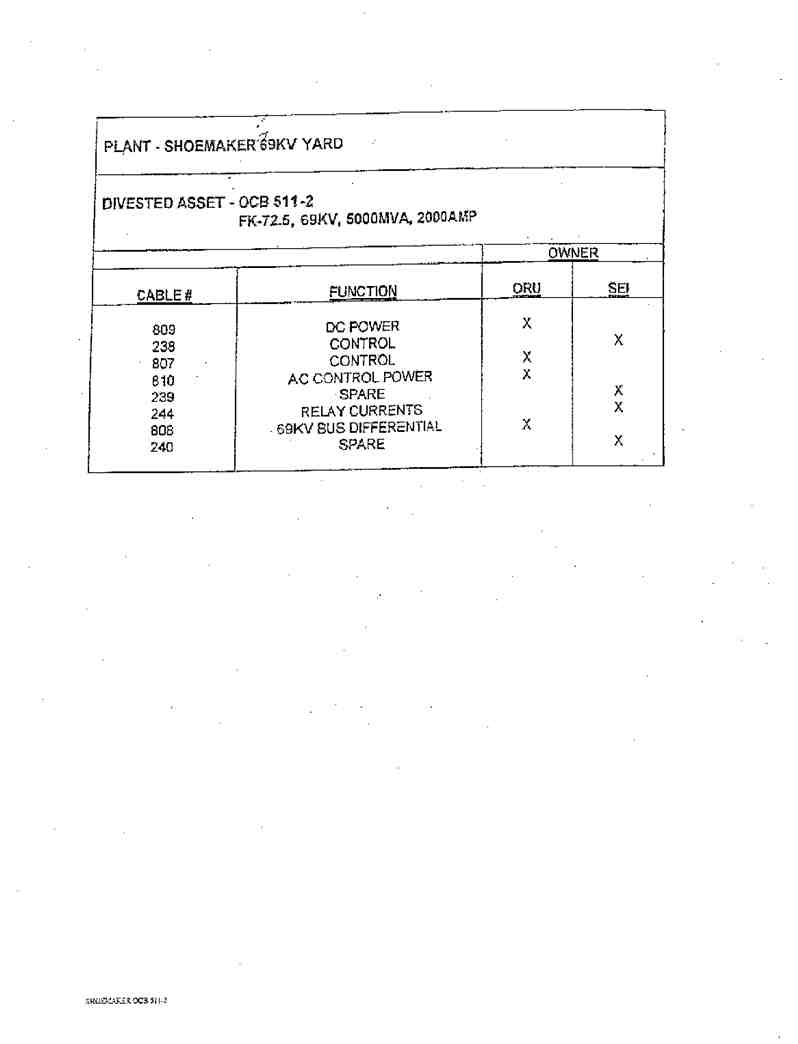 PLANT - SHOEMAKER 69KV YARD
DIVESTED ASSET - OCB 511-2
FK-72.5, 69KV, 5000MVA, 2000AMP
OWNER
CABLE # FUNCTION ORU SEI
809 DC POWER X
238 CONTROL X
807 CONTROL X
810 AC CONTROL POWER X
239 SPARE X
244 RELAY CURRENTS X
808 69KV BUS DIFFERENTIAL X
240 SPARE X
SHOEMAKER OCB 511-2